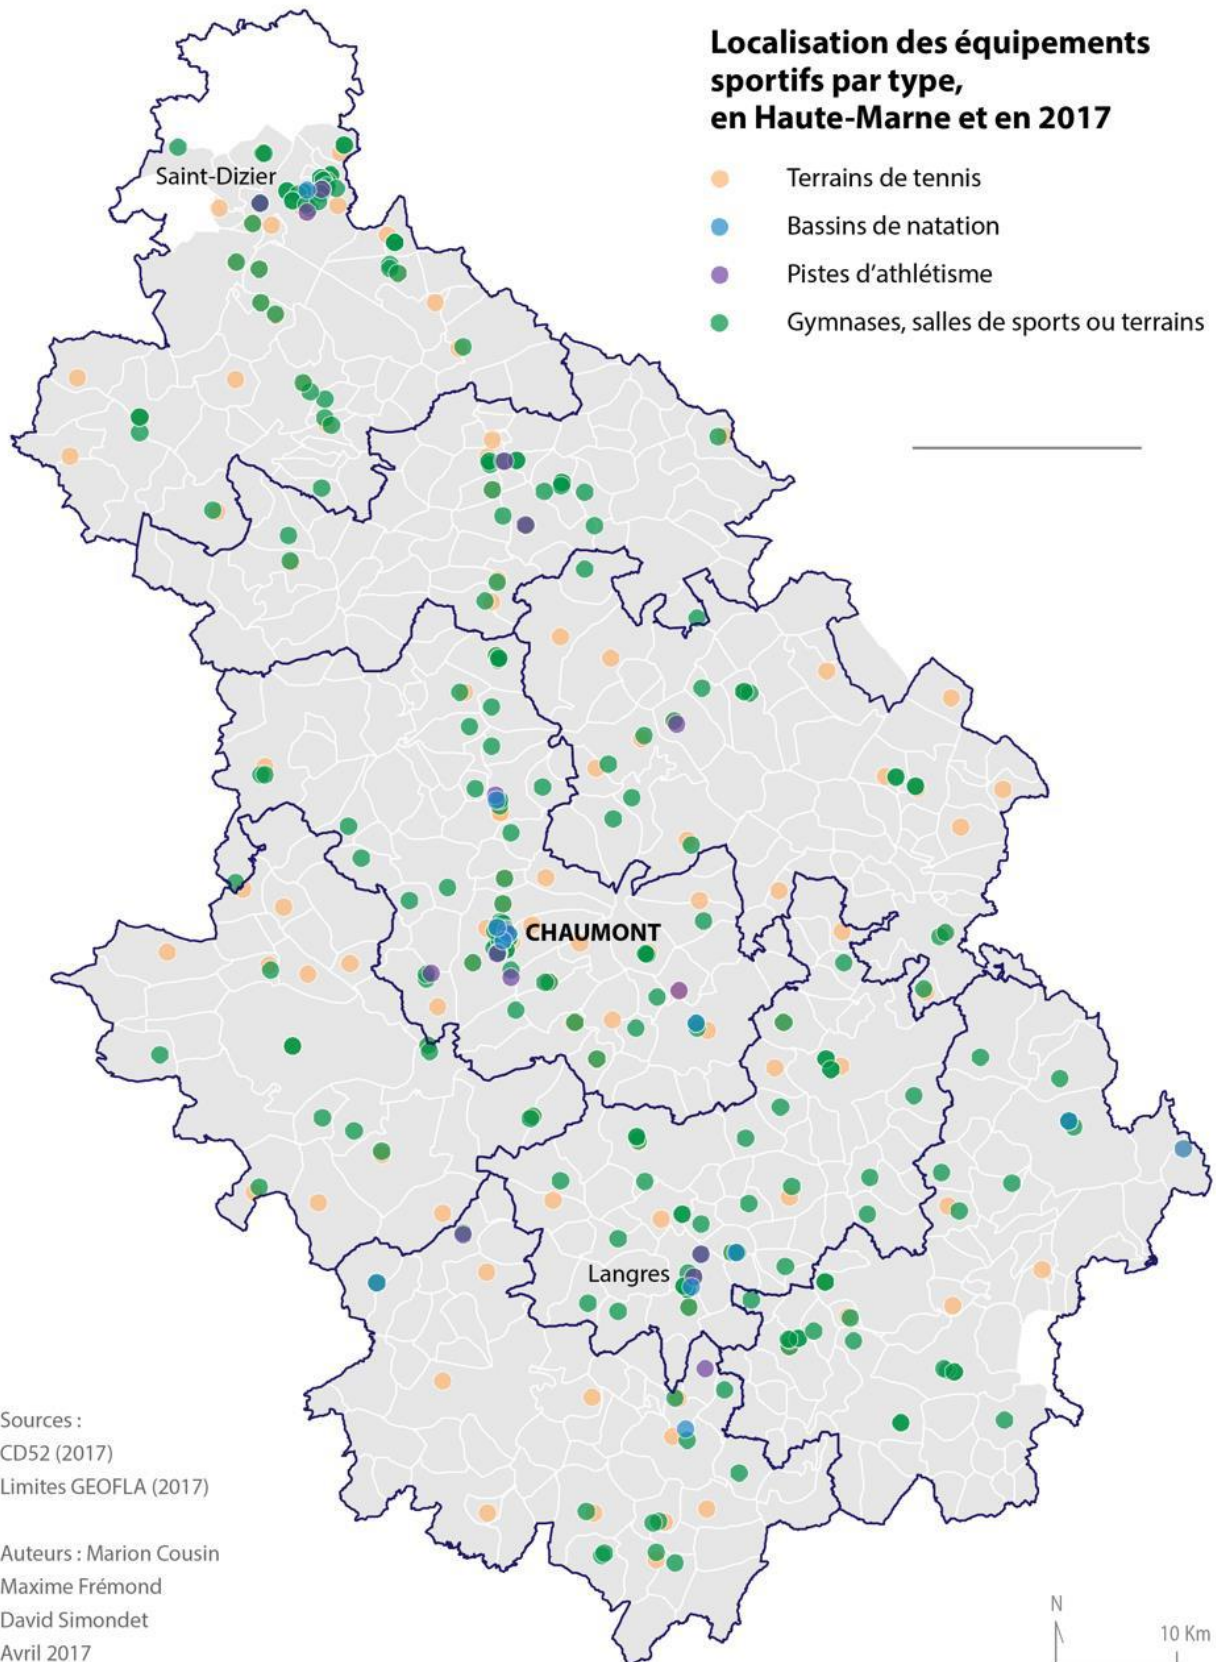 Localisation des équipements
sportifs par type,
en Haute-Marne et en 2017
Terrains de tennis
Bassins de natation
Pistes d'athlétisme
Gymnases, salles de sports ou terrains
Saint-Dizier
CHAUMONT
Langres
Sources :
CD52 (2017)
Limites GEOFLA (2017)
Auteurs : Marion Cousin
Maxime Frémond
David Simondet
Avril 2017
N
10 Km